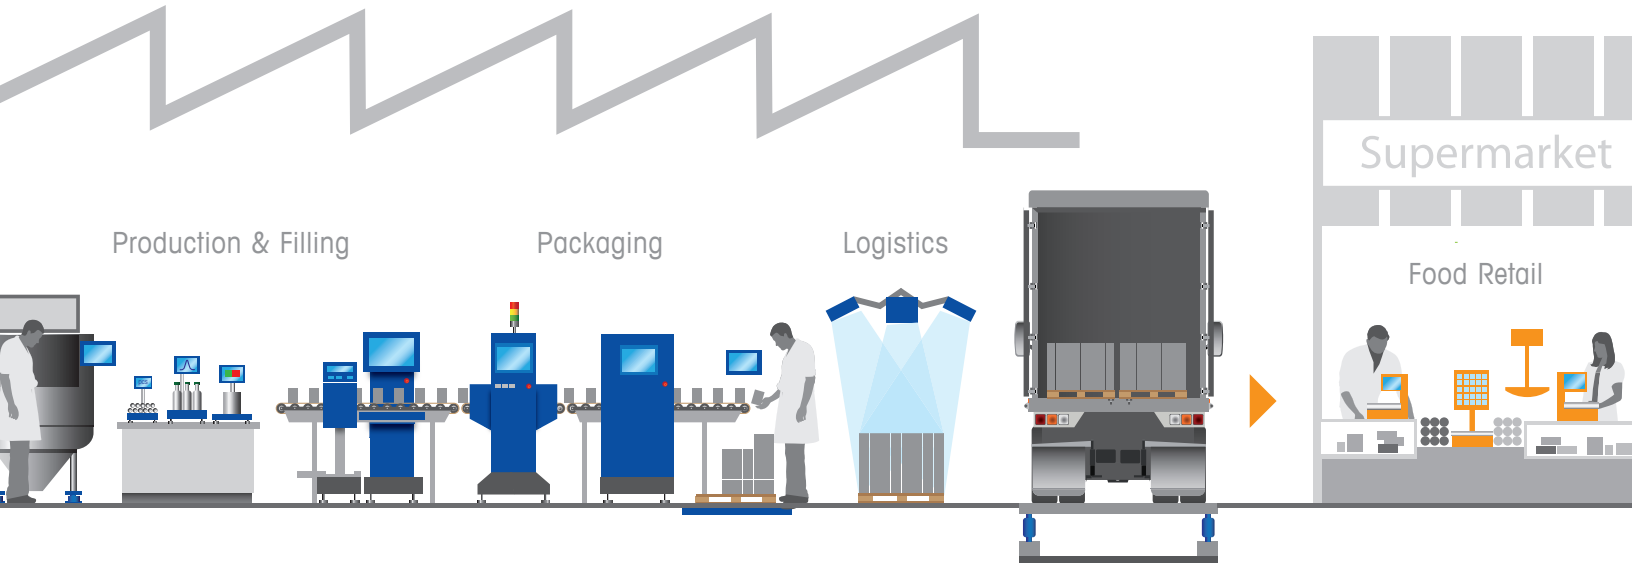 Supermarket
Production & Filling
Packaging
Logistics
Food Retail